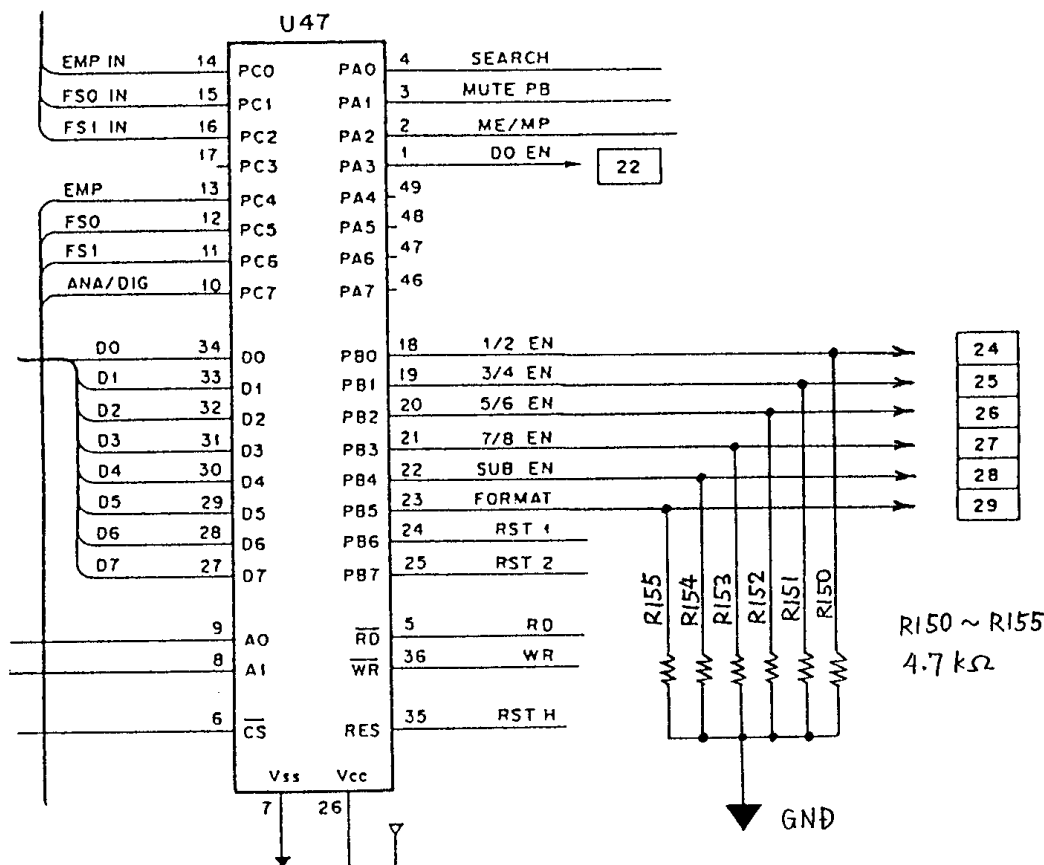 U47
EMP IN 14 PC0 PA0 4 SEARCH
FS0 IN 15 PC1 PA1 3 MUTE PB
FS1 IN 16 PC2 PA2 2 ME/MP
17 PC3 PA3 1 DO EN 22
EMP 13 PC4 PA4 49
FS0 12 PC5 PA5 48
FS1 11 PC6 PA6 47
ANA/DIG 10 PC7 PA7 46
D0 34 D0 PB0 18 1/2 EN 24
D1 33 D1 PB1 19 3/4 EN 25
D2 32 D2 PB2 20 5/6 EN 26
D3 31 D3 PB3 21 7/8 EN 27
D4 30 D4 PB4 22 SUB EN 28
D5 29 D5 PB5 23 FORMAT 29
D6 28 D6 PB6 24 RST 1
D7 27 D7 PB7 25 RST 2
R155 R154 R153 R152 R151 R150
9 A0 RD 5 RD
8 A1 WR 36 WR
R150 ~ R155
4.7 kΩ
6 CS RES 35 RST H
Vss Vcc
7 26
GND